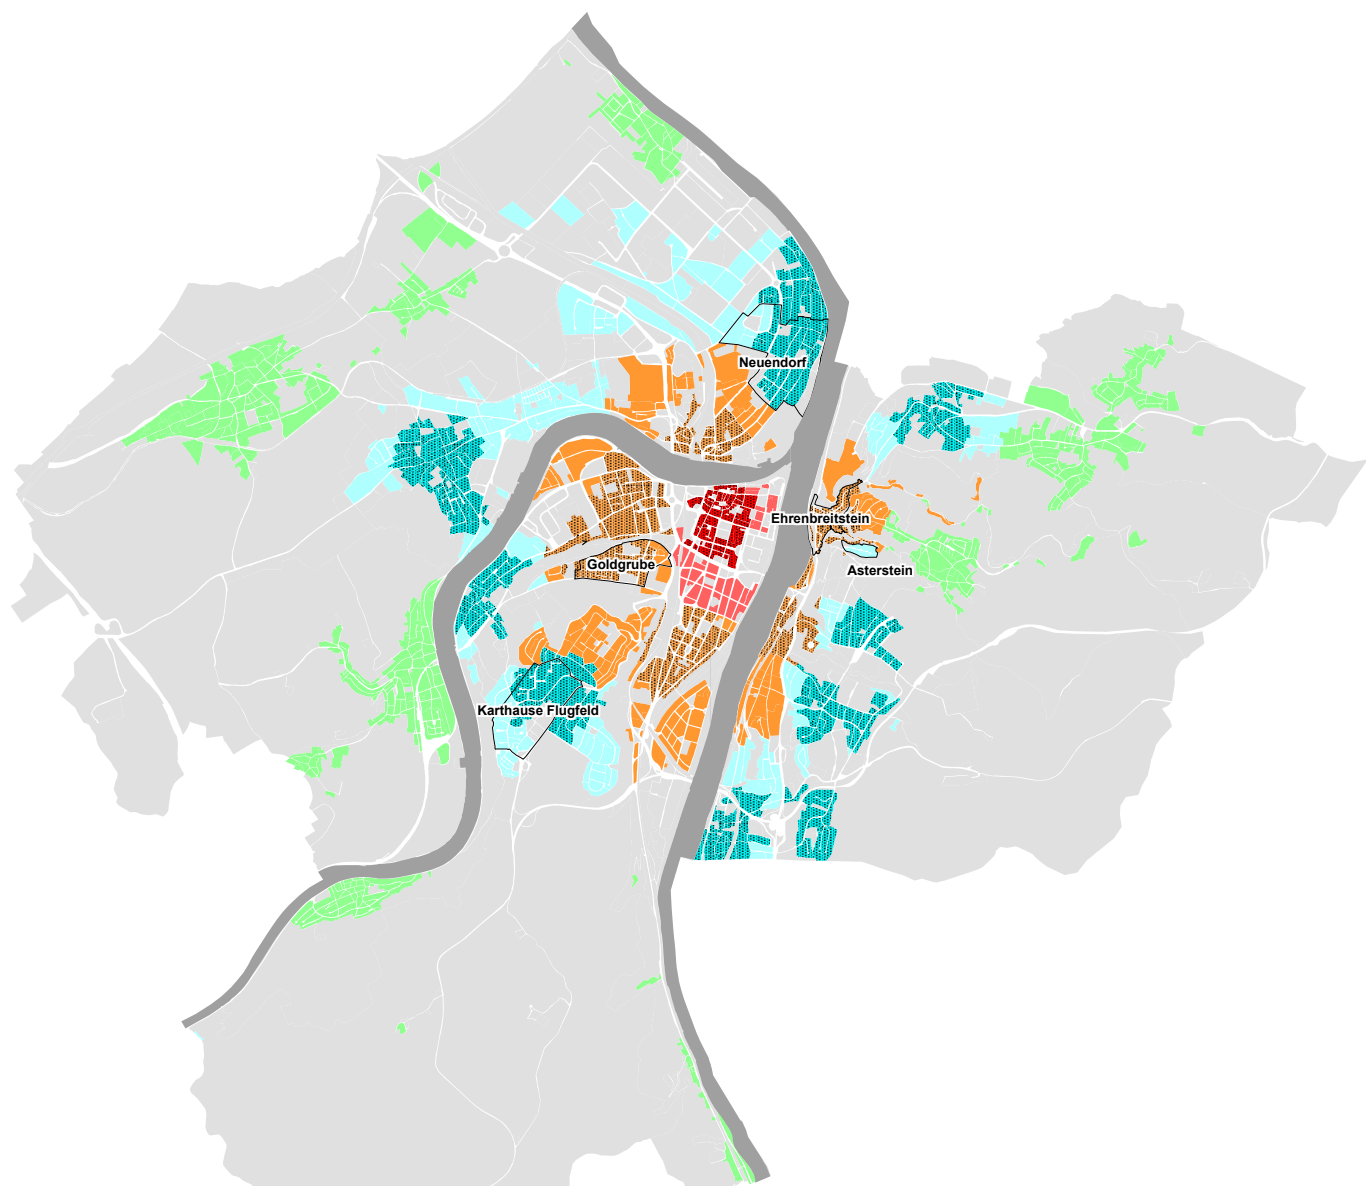 Neuendorf
Ehrenbreitstein
Goldgrube
Asterstein
Karthause Flugfeld